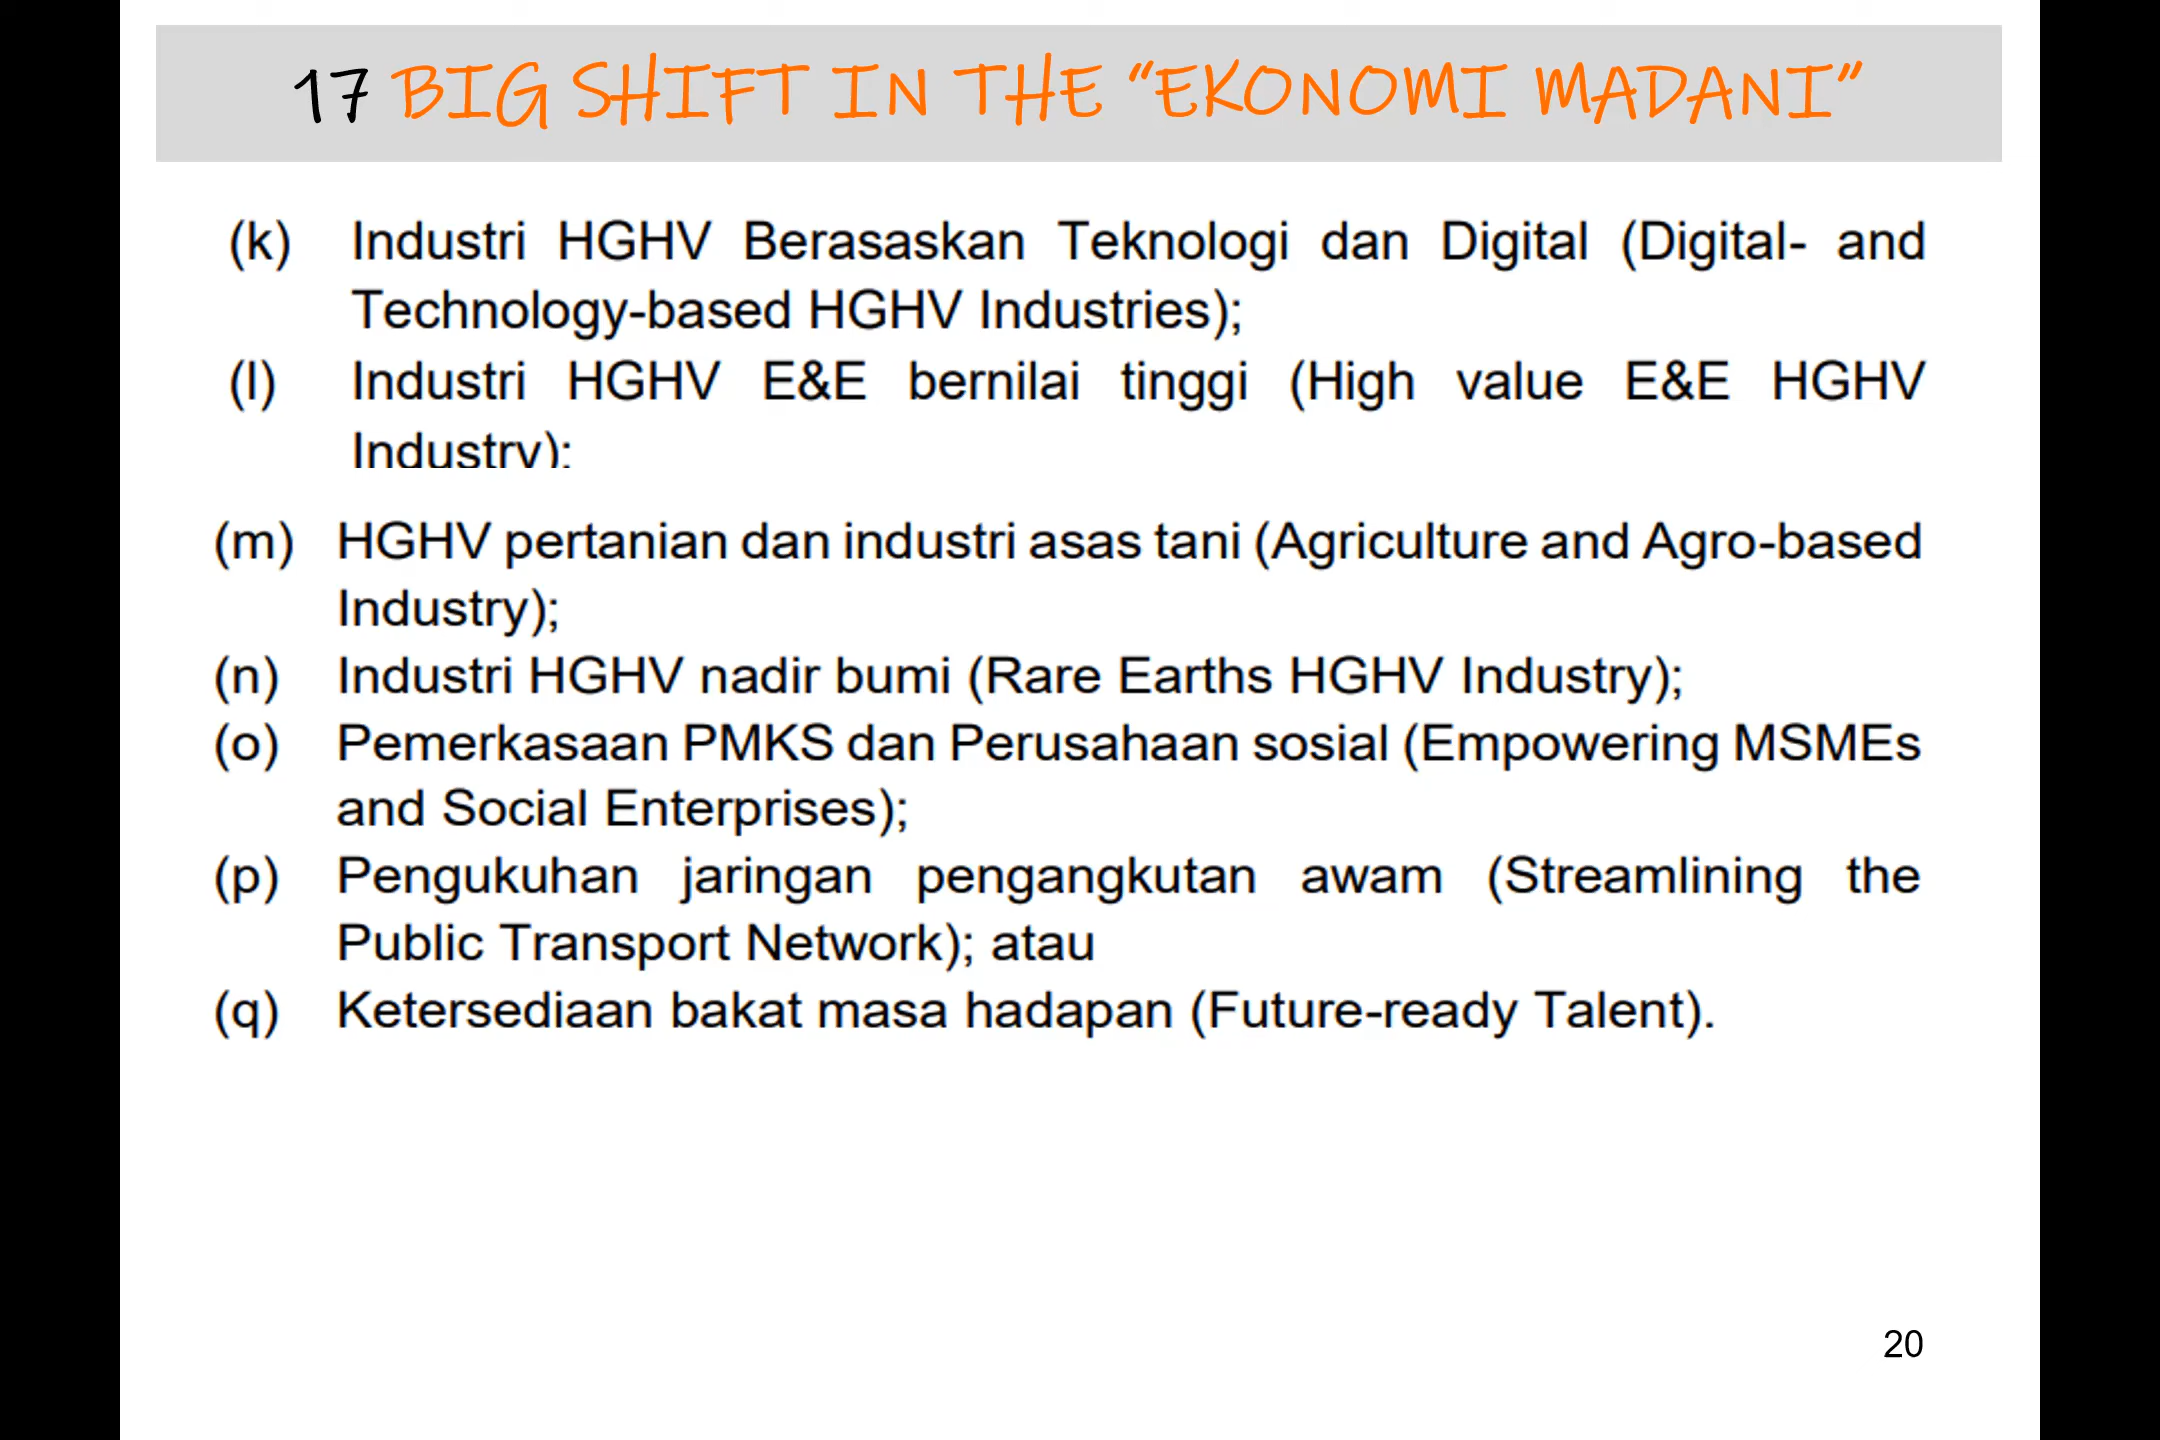 17 BIG SHIFT IN THE “EKONOMI MADANI”
(k) Industri HGHV Berasaskan Teknologi dan Digital (Digital- and
Technology-based HGHV Industries);
(l) Industri HGHV E&E bernilai tinggi (High value E&E HGHV
Industry);
(m) HGHV pertanian dan industri asas tani (Agriculture and Agro-based
Industry);
(n) Industri HGHV nadir bumi (Rare Earths HGHV Industry);
(o) Pemerkasaan PMKS dan Perusahaan sosial (Empowering MSMEs
and Social Enterprises);
(p) Pengukuhan jaringan pengangkutan awam (Streamlining the
Public Transport Network); atau
(q) Ketersediaan bakat masa hadapan (Future-ready Talent).
20